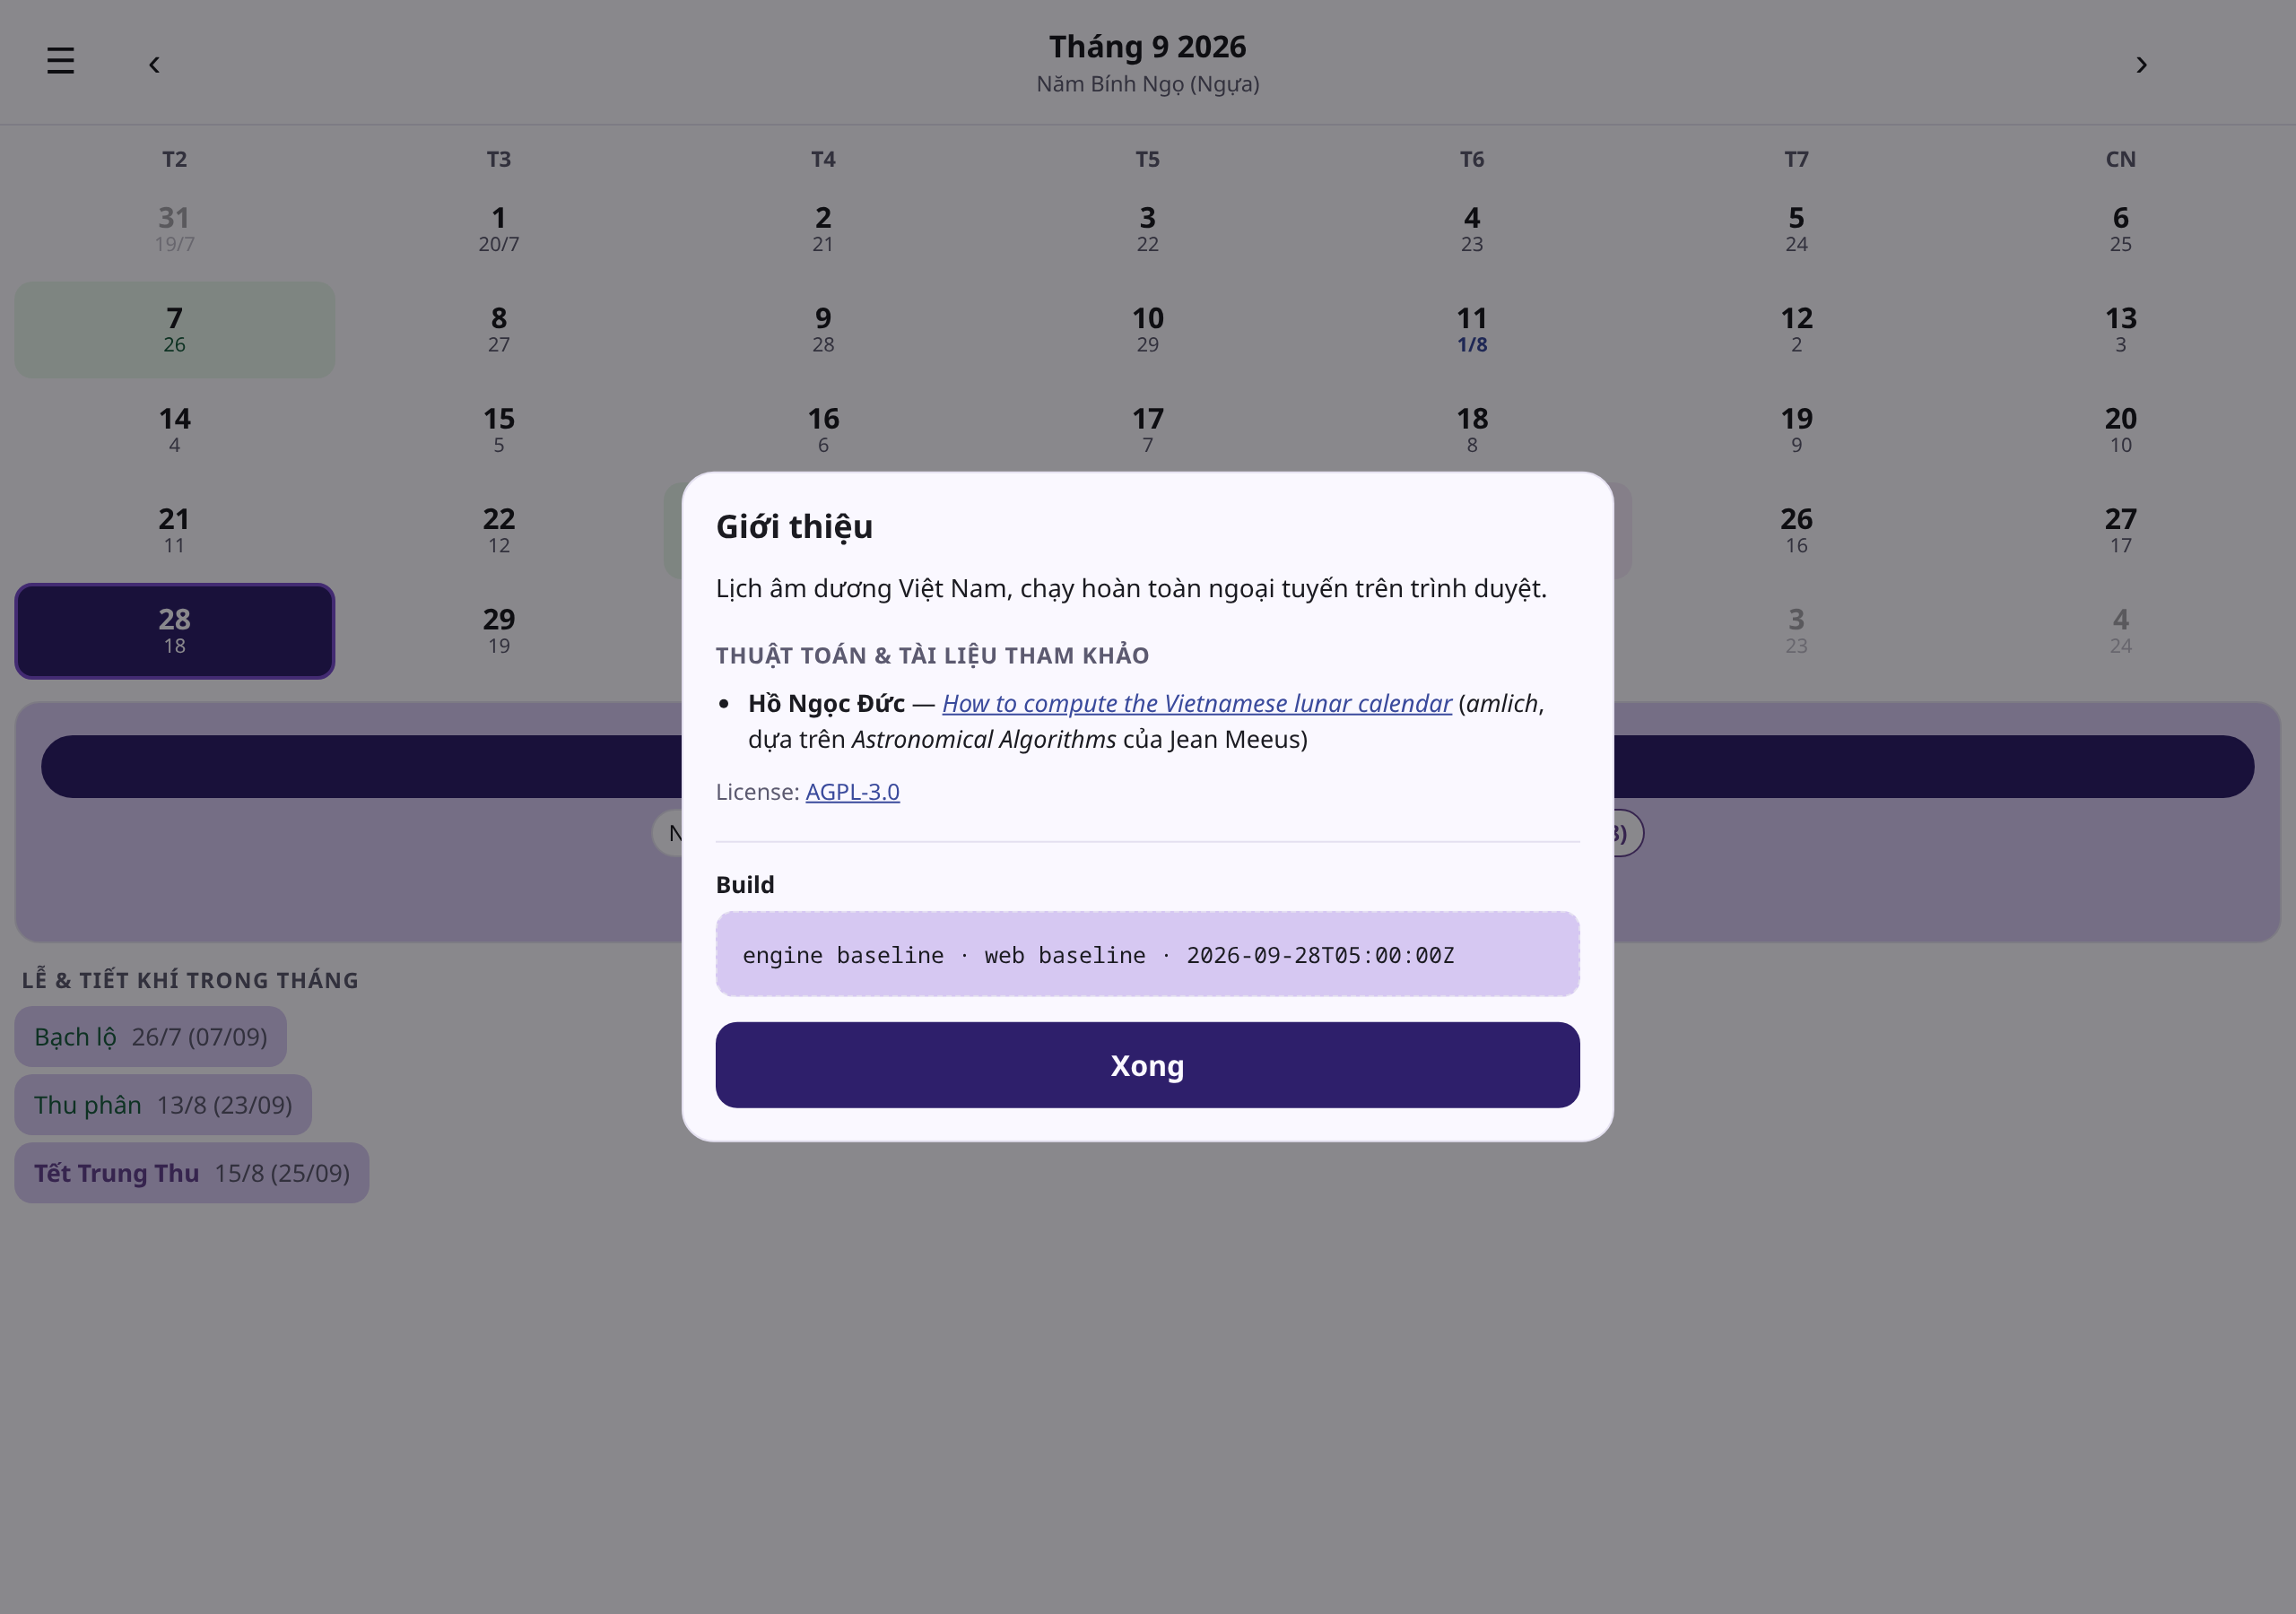 ☰ ‹ Tháng 9 2026 ›
Năm Bính Ngọ (Ngựa)
T2 T3 T4 T5 T6 T7 CN
31 1 2 3 4 5 6
19/7 20/7 21 22 23 24 25
7 8 9 10 11 12 13
26 27 28 29 1/8 2 3
14 15 16 17 18 19 20
4 5 6 7 8 9 10
21 22 26 27
11 12 16 17
28 29 3 4
18 19 23 24
Giới thiệu
Lịch âm dương Việt Nam, chạy hoàn toàn ngoại tuyến trên trình duyệt.
THUẬT TOÁN & TÀI LIỆU THAM KHẢO
• Hồ Ngọc Đức — How to compute the Vietnamese lunar calendar (amlich,
dựa trên Astronomical Algorithms của Jean Meeus)
License: AGPL-3.0
Build
engine baseline · web baseline · 2026-09-28T05:00:00Z
Xong
LỄ & TIẾT KHÍ TRONG THÁNG
Bạch lộ 26/7 (07/09)
Thu phân 13/8 (23/09)
Tết Trung Thu 15/8 (25/09)